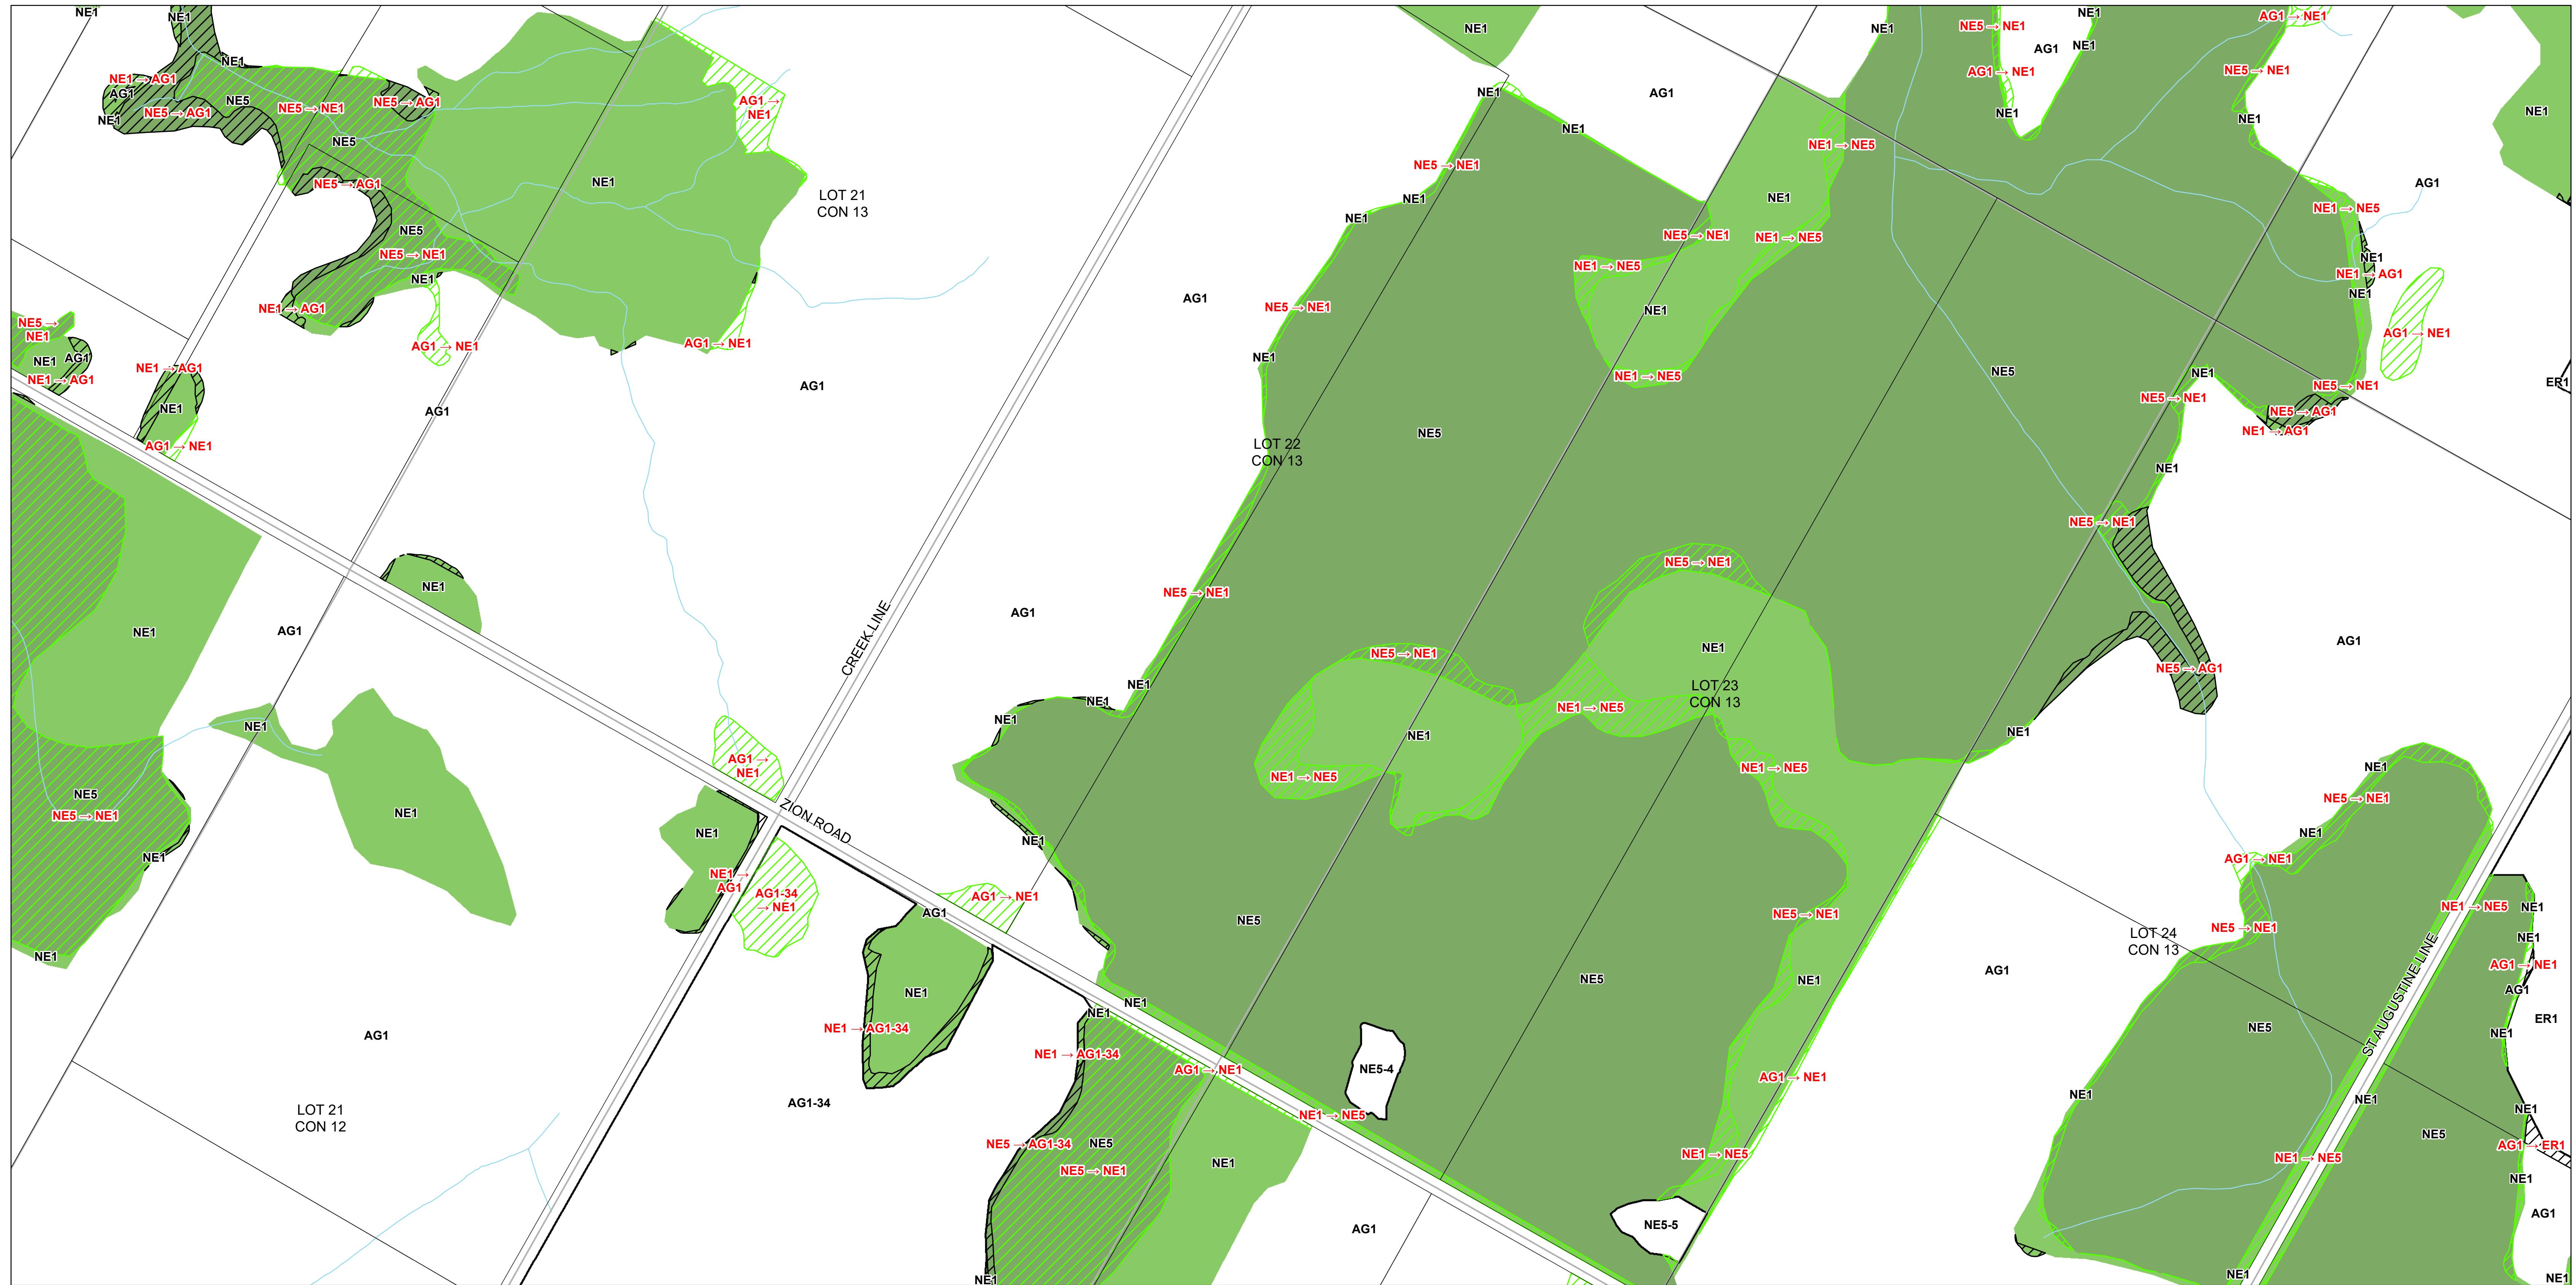 NE1
NE1
NE1
NE1
NE5 → NE1
NE1
AG1 → NE1
AG1
NE1
NE1
NE1 → AG1
AG1
NE5
NE5 → AG1
NE5 → NE1
NE5 → AG1
NE1
NE5
AG1 →
NE1
NE1
AG1
NE1
AG1 → NE1
NE1
NE5 → NE1
NE1
NE1
NE1 → NE5
NE5 → NE1
NE5 → AG1
NE1
LOT 21
CON 13
NE1
NE1
NE1
AG1
NE1 → NE5
NE5
NE5 → NE1
NE1
NE5 → NE1
NE1 → NE5
NE1 → NE5
NE1
NE1 → AG1
NE1
NE1 → AG1
AG1
NE5 → NE1
NE1
AG1 → NE1
NE5 →
NE1
AG1 → NE1
AG1 → NE1
NE1
AG1
NE1 → AG1
NE1 → AG1
NE1
AG1
AG1
NE1
NE1 → NE5
NE5
NE1
NE5 → NE1
NE5 → NE1
ER1
NE5 → AG1
NE1 → AG1
AG1 → NE1
NE5
LOT 22
CON 13
NE1
NE5 → NE1
NE1
NE5 → NE1
NE5 → NE1
NE1
AG1
CREEK LINE
AG1
NE5 → NE1
NE1
AG1
NE5 → AG1
NE1
NE1
NE1
NE1
LOT 23
CON 13
NE1 → NE5
NE1
NE1
AG1 →
NE1
NE1 → NE5
NE1 → NE5
NE1
NE5 → NE1
NE5
NE5 → NE1
NE1
NE1
NE1
ZION ROAD
NE1
NE1
AG1 → NE1
NE1 →
AG1
AG1-34
→ NE1
AG1 → NE1
AG1
NE5
NE5 → NE1
NE5 → NE1
NE1 → NE5
NE1
NE1
LOT 24
CON 13
NE1
AG1 → NE1
NE1
NE1
NE5
NE1
AG1
AG1
ST AUGUSTINE LINE
NE1
NE1
NE1 → AG1-34
AG1
NE5
ER1
NE1
NE1 → AG1-34
AG1 → NE1
NE5-4
AG1 → NE1
NE1
NE1
NE1
AG1-34
LOT 21
CON 12
NE1 → NE5
NE5 → AG1-34
NE5
NE5 → NE1
NE1
NE1 → NE5
NE5
NE1 → NE5
AG1 → ER1
NE1
AG1
NE5-5
AG1
NE1
NE1
NE1